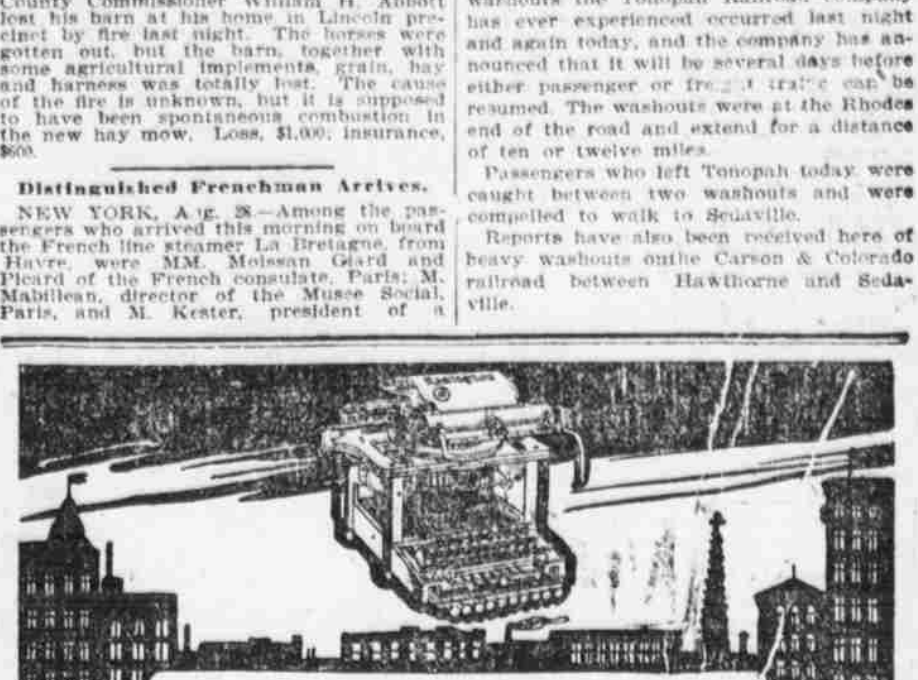 County Commissioner William H. Abbott
lost his barn at his home in Lincoln pre-
cinct by fire last night. The horses were
gotten out, but the barn, together with
some agricultural implements, grain, hay
and harness was totally lost. The cause
of the fire is unknown, but it is supposed
to have been spontaneous combustion in
the new hay mow. Loss, $1,000; insurance,
$600.
Distinguished Frenchman Arrives.
NEW YORK, Aug. 28.—Among the pas-
sengers who arrived this morning on board
the French line steamer La Bretagne, from
Havre, were MM. Moissan Giard and
Picard of the French consulate, Paris; M.
Mabillean, director of the Musee Social,
Paris, and M. Kester, president of a
washouts the Tonopah Railroad company
has ever experienced occurred last night
and again today, and the company has an-
nounced that it will be several days before
either passenger or freight traffic can be
resumed. The washouts were at the Rhodes
end of the road and extend for a distance
of ten or twelve miles.
Passengers who left Tonopah today were
caught between two washouts and were
compelled to walk to Sedaville.
Reports have also been received here of
heavy washouts onthe Carson & Colorado
railroad between Hawthorne and Seda-
ville.